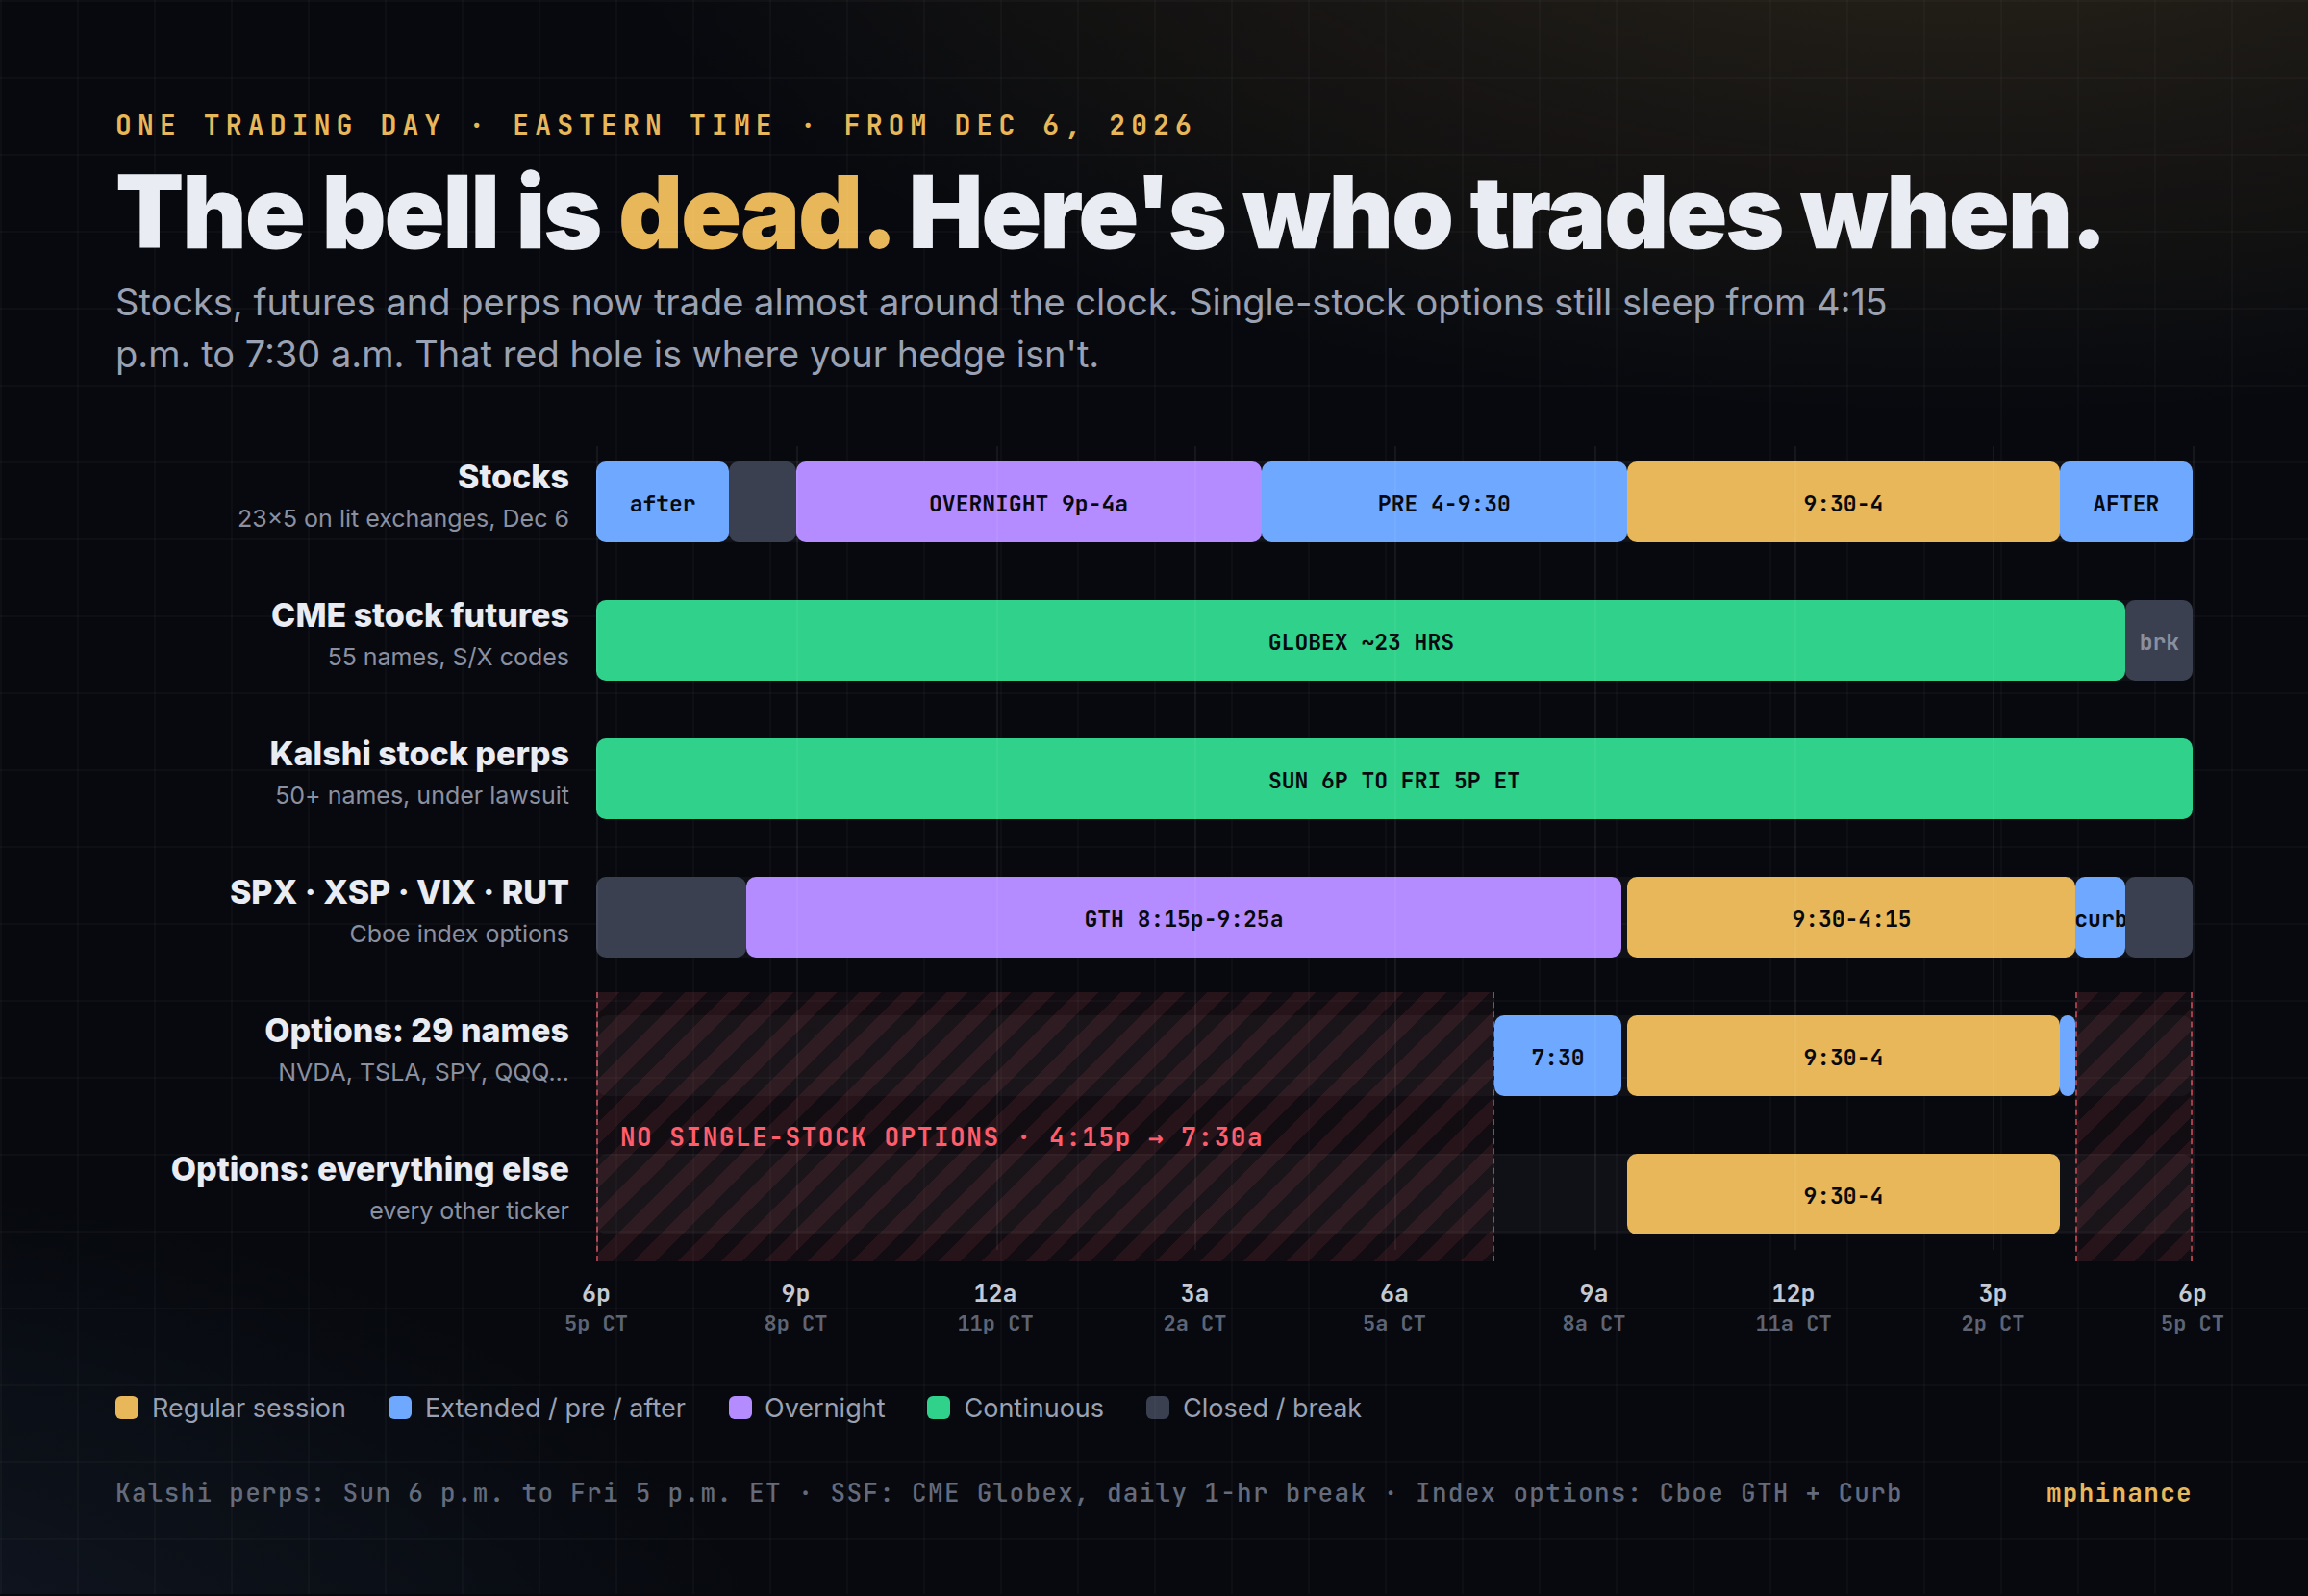 ONE TRADING DAY · EASTERN TIME · FROM DEC 6, 2026
The bell is dead. Here's who trades when.
Stocks, futures and perps now trade almost around the clock. Single-stock options still sleep from 4:15
p.m. to 7:30 a.m. That red hole is where your hedge isn't.
Stocks
23×5 on lit exchanges, Dec 6
after
OVERNIGHT 9p-4a
PRE 4-9:30
9:30-4
AFTER
CME stock futures
55 names, S/X codes
GLOBEX ~23 HRS
brk
Kalshi stock perps
50+ names, under lawsuit
SUN 6P TO FRI 5P ET
SPX · XSP · VIX · RUT
Cboe index options
GTH 8:15p-9:25a
9:30-4:15
curb
Options: 29 names
NVDA, TSLA, SPY, QQQ...
7:30
9:30-4
NO SINGLE-STOCK OPTIONS · 4:15p → 7:30a
Options: everything else
every other ticker
9:30-4
6p 9p 12a 3a 6a 9a 12p 3p 6p
5p CT 8p CT 11p CT 2a CT 5a CT 8a CT 11a CT 2p CT 5p CT
Regular session Extended / pre / after Overnight Continuous Closed / break
Kalshi perps: Sun 6 p.m. to Fri 5 p.m. ET · SSF: CME Globex, daily 1-hr break · Index options: Cboe GTH + Curb
mphinance